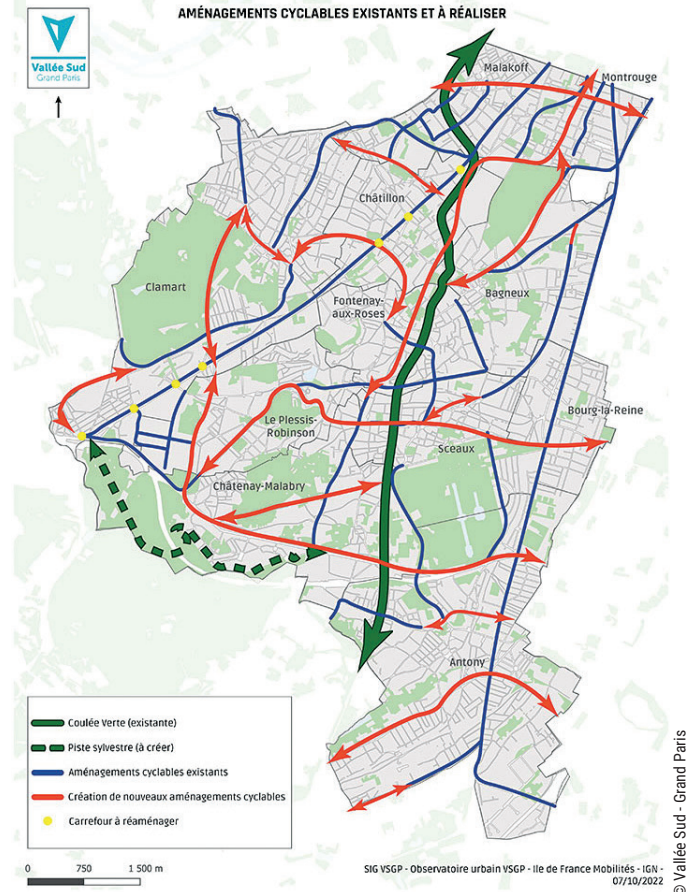 AMÉNAGEMENTS CYCLABLES EXISTANTS ET À RÉALISER
Vallée Sud
Grand Paris
Malakoff
Montrouge
Châtillon
Clamart
Fontenay-
aux-Roses
Bagneux
Le Plessis-
Robinson
Bourg-la-Reine
Sceaux
Châtenay-Malabry
Antony
Coulée Verte (existante)
Piste sylvestre (à créer)
Aménagements cyclables existants
Création de nouveaux aménagements cyclables
Carrefour à réaménager
0 750 1 500 m
SIG VSGP - Observatoire urbain VSGP - Ile de France Mobilités - IGN -
07/10/2022
© Vallée Sud - Grand Paris